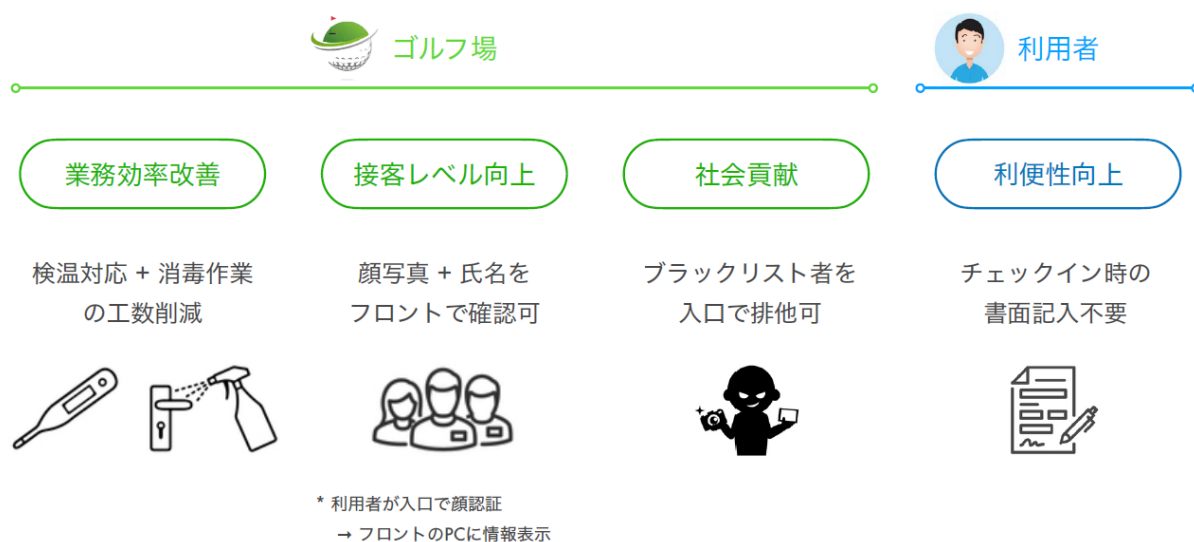 ゴルフ場
利用者
業務効率改善
接客レベル向上
社会貢献
利便性向上
検温対応 + 消毒作業
の工数削減
顔写真 + 氏名を
フロントで確認可
ブラックリスト者を
入口で排他可
チェックイン時の
書面記入不要
* 利用者が入口で顔認証
→ フロントのPCに情報表示